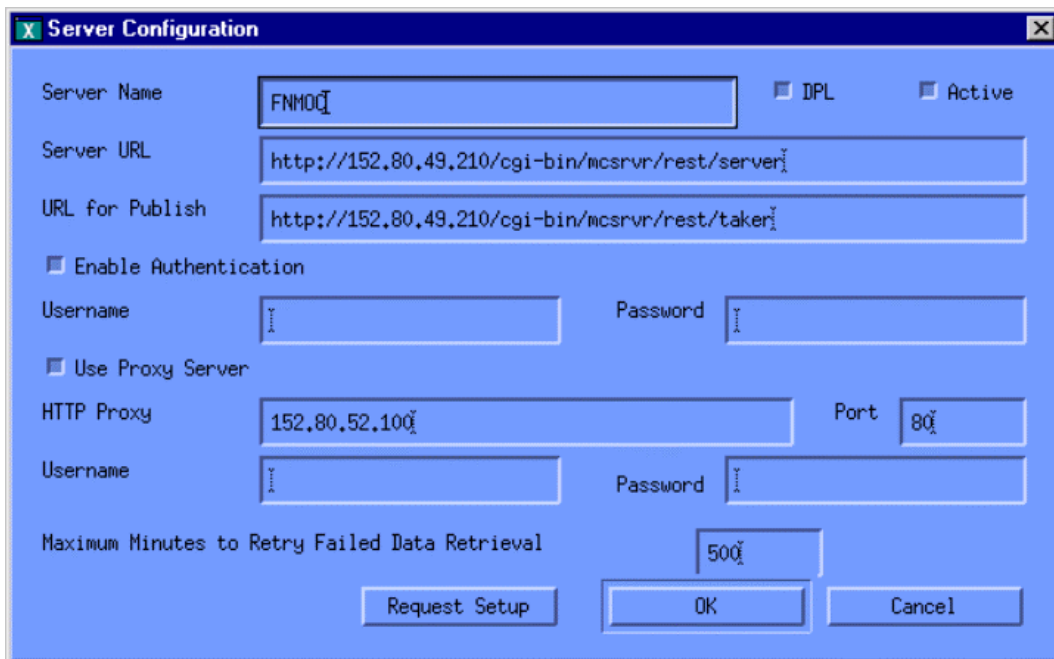 X Server Configuration
Server Name FNMOC DPL Active
Server URL http://152.80.49.210/cgi-bin/mcsrvr/rest/server
URL for Publish http://152.80.49.210/cgi-bin/mcsrvr/rest/taker
Enable Authentication
Username Password
Use Proxy Server
HTTP Proxy 152.80.52.100 Port 80
Username Password
Maximum Minutes to Retry Failed Data Retrieval 500
Request Setup OK Cancel